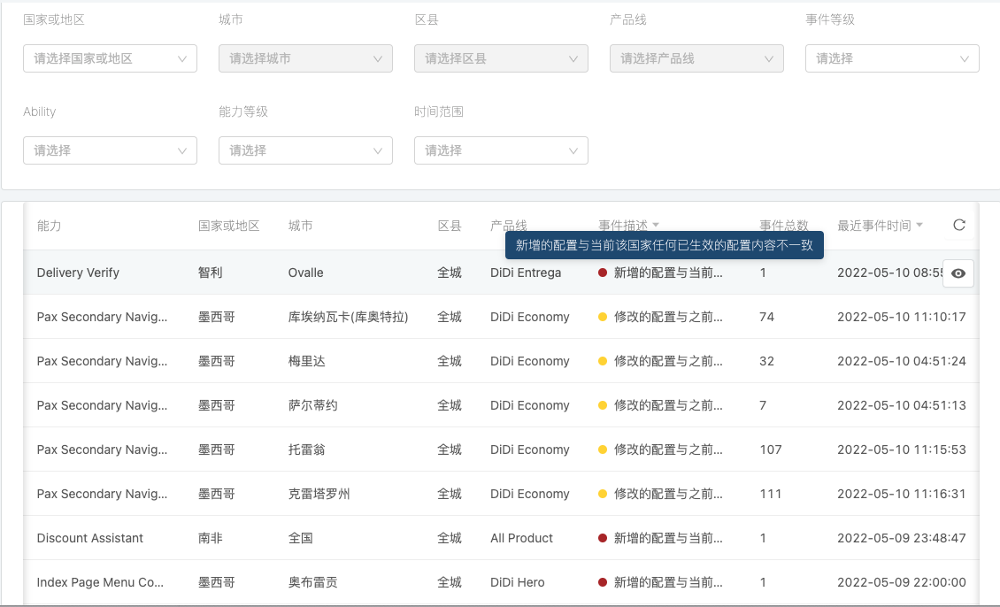 国家或地区 城市 区县 产品线 事件等级
请选择国家或地区 请选择城市 请选择区县 请选择产品线 请选择
Ability 能力等级 时间范围
请选择 请选择 请选择
能力 国家或地区 城市 区县 产品线 事件描述 事件总数 最近事件时间
新增的配置与当前该国家任何已生效的配置内容不一致
Delivery Verify 智利 Ovalle 全城 DiDi Entrega 新增的配置与当前... 1 2022-05-10 08:55
Pax Secondary Navig... 墨西哥 库埃纳瓦卡(库奥特拉) 全城 DiDi Economy 修改的配置与之前... 74 2022-05-10 11:10:17
Pax Secondary Navig... 墨西哥 梅里达 全城 DiDi Economy 修改的配置与之前... 32 2022-05-10 04:51:24
Pax Secondary Navig... 墨西哥 萨尔蒂约 全城 DiDi Economy 修改的配置与之前... 7 2022-05-10 04:51:13
Pax Secondary Navig... 墨西哥 托雷翁 全城 DiDi Economy 修改的配置与之前... 107 2022-05-10 11:15:53
Pax Secondary Navig... 墨西哥 克雷塔罗州 全城 DiDi Economy 修改的配置与之前... 111 2022-05-10 11:16:31
Discount Assistant 南非 全国 全城 All Product 新增的配置与当前... 1 2022-05-09 23:48:47
Index Page Menu Co... 墨西哥 奥布雷贡 全城 DiDi Hero 新增的配置与当前... 1 2022-05-09 22:00:00